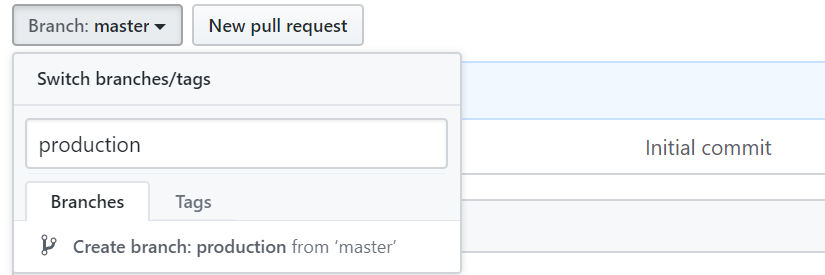 Branch: master
New pull request
Switch branches/tags
production
Initial commit
Branches
Tags
Create branch: production from ‘master’